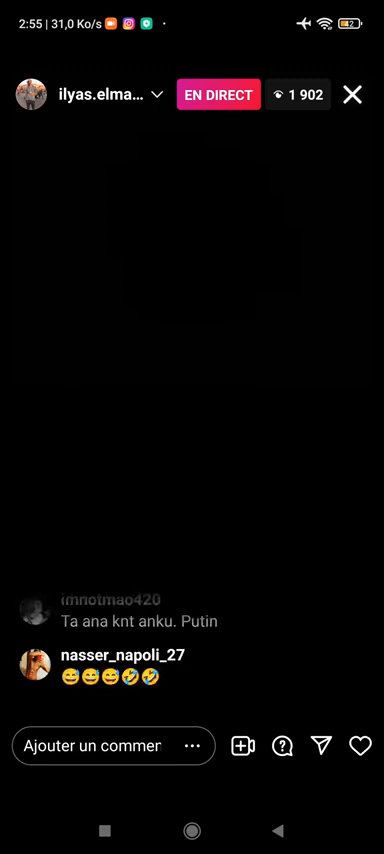 2:55 | 31,0 Ko/s
ilyas.elma...
EN DIRECT
1 902
imnotmao420
Ta ana knt anku. Putin
nasser_napoli_27
😅😅😅🤣🤣
Ajouter un commen